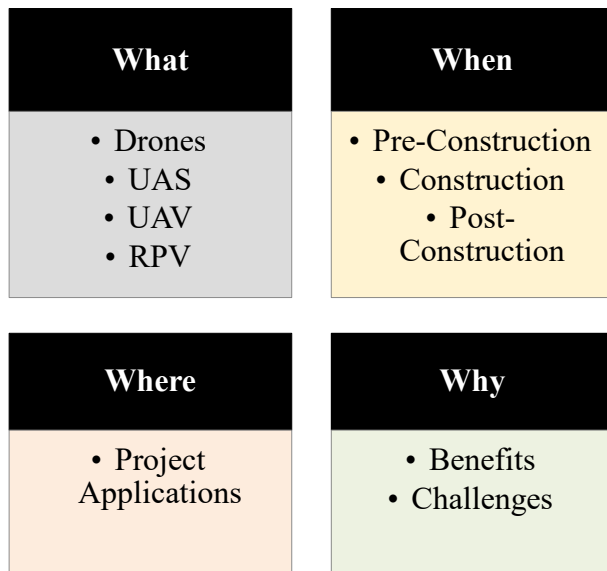 What
• Drones
• UAS
• UAV
• RPV
When
• Pre-Construction
• Construction
• Post-
Construction
Where
• Project
Applications
Why
• Benefits
• Challenges